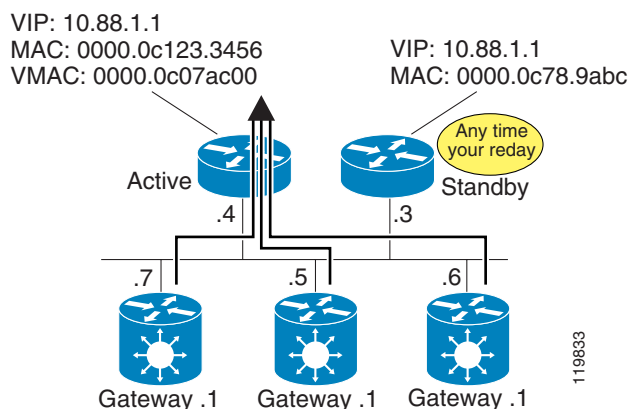 VIP: 10.88.1.1
MAC: 0000.0c123.3456
VMAC: 0000.0c07ac00
VIP: 10.88.1.1
MAC: 0000.0c78.9abc
Any time
your reday
Active
Standby
.4
.3
.7
.5
.6
Gateway .1
Gateway .1
Gateway .1
119833